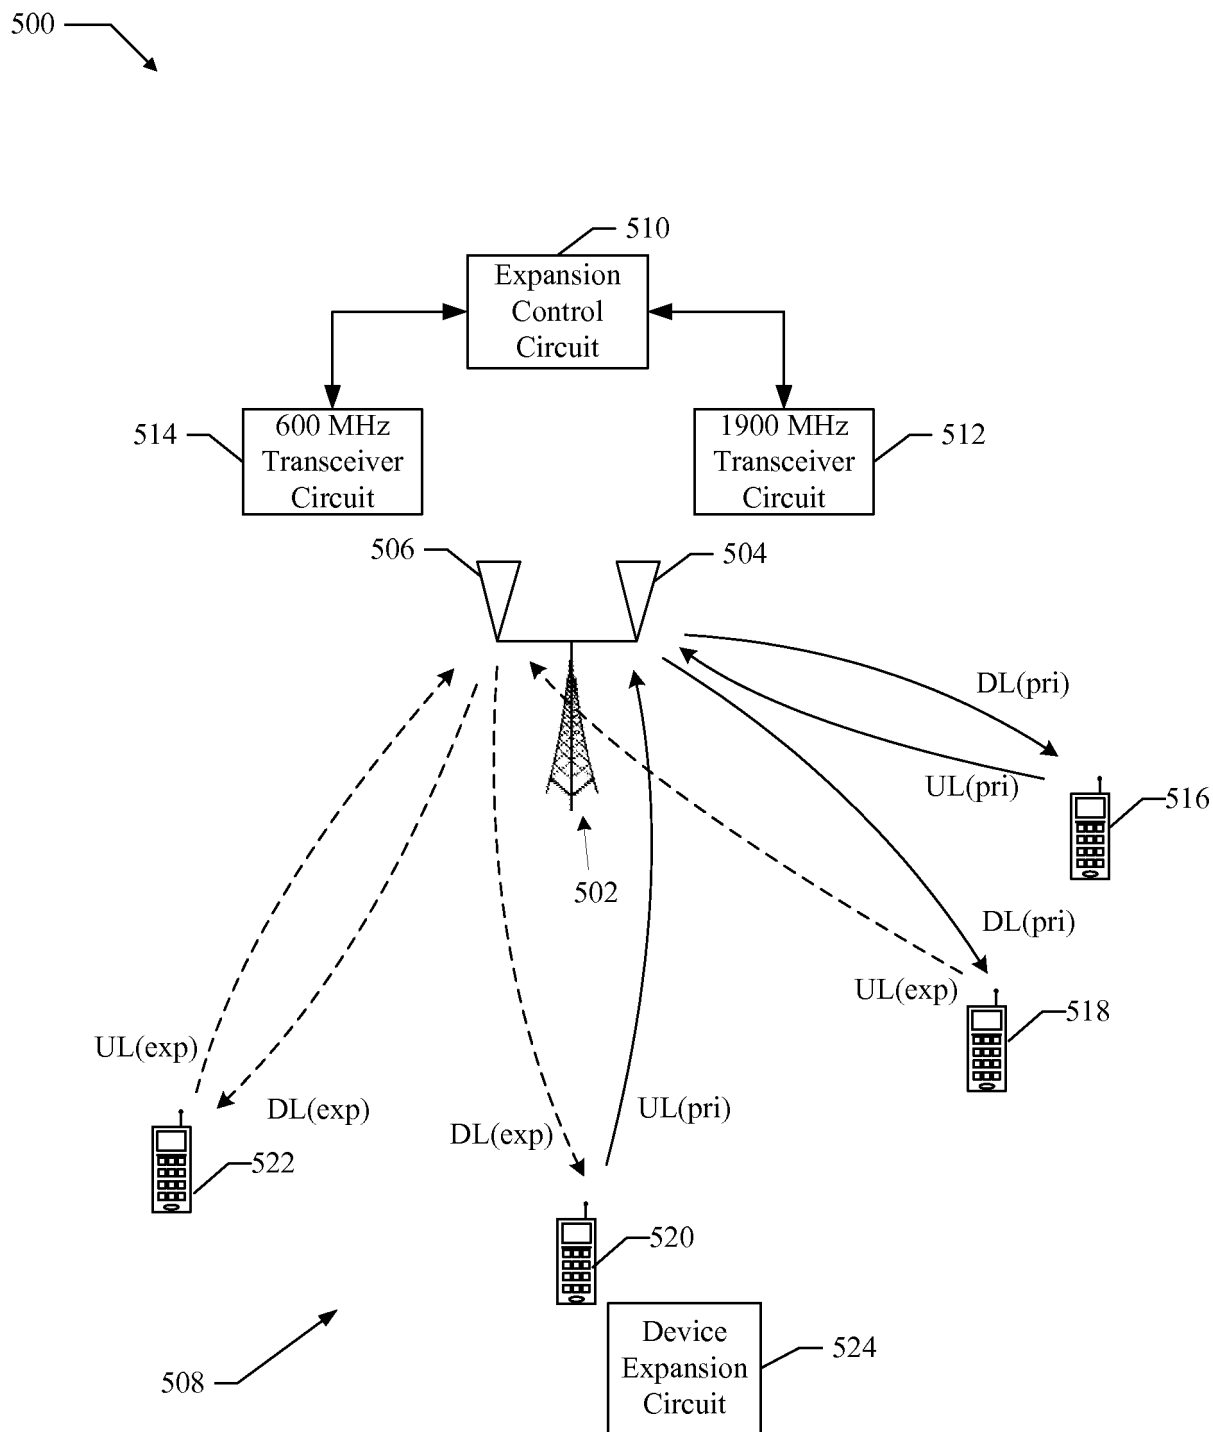 500
510
Expansion
Control
Circuit
514
600 MHz
Transceiver
Circuit
1900 MHz
Transceiver
Circuit
512
506
504
DL(pri)
UL(pri)
516
502
DL(pri)
UL(exp)
518
UL(exp)
DL(exp)
DL(exp)
UL(pri)
522
520
508
Device
Expansion
Circuit
524